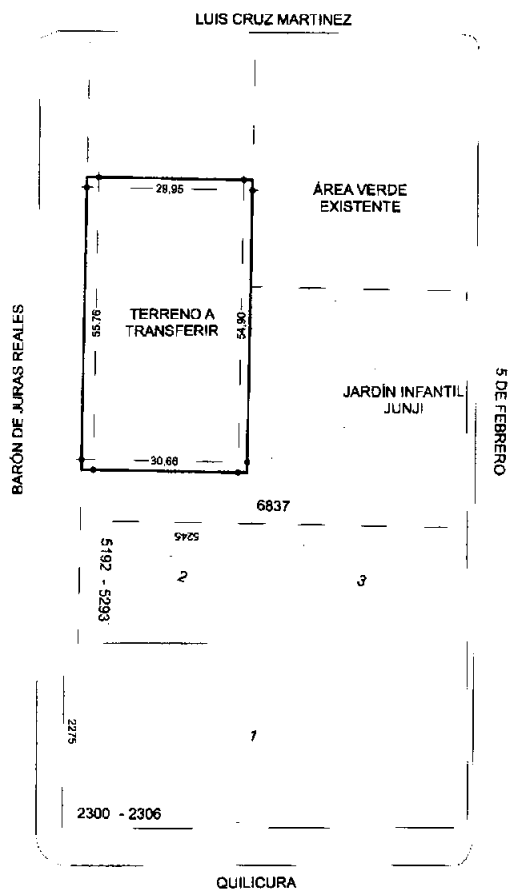 LUIS CRUZ MARTINEZ
28,95
ÁREA VERDE
EXISTENTE
55,76
TERRENO A
TRANSFERIR
54,90
BARÓN DE JURAS REALES
JARDÍN INFANTIL
JUNJI
5 DE FEBRERO
30,66
6837
5245
5192 - 5293
2
3
2275
1
2300 - 2306
QUILICURA